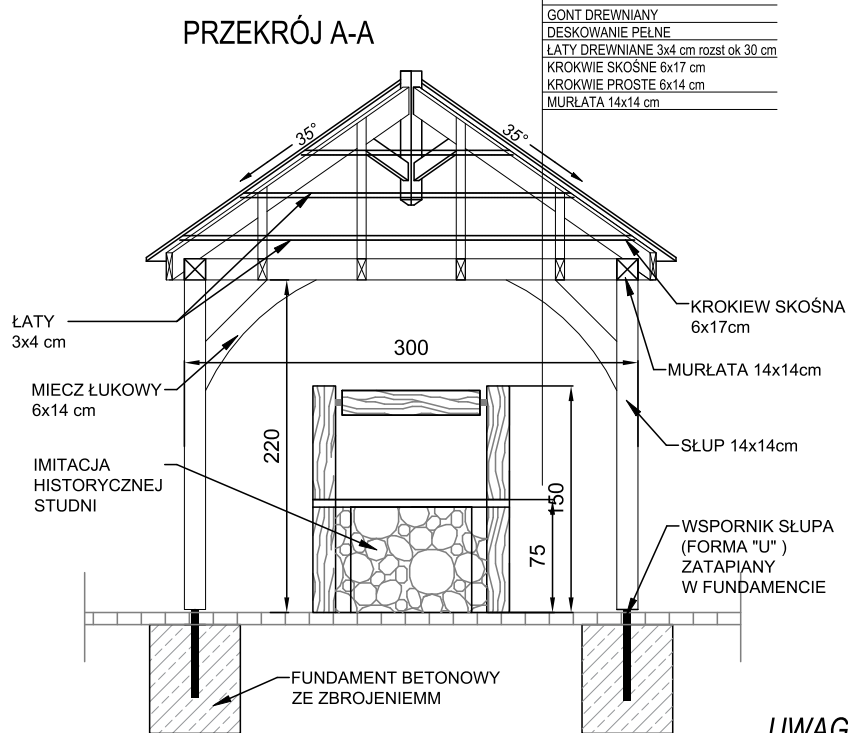 PRZEKRÓJ A-A
GONT DREWNIANY
DESKOWANIE PEŁNE
ŁATY DREWNIANE 3x4 cm rozst ok 30 cm
KROKWIE SKOŚNE 6x17 cm
KROKWIE PROSTE 6x14 cm
MURŁATA 14x14 cm
35°
35°
ŁATY
3x4 cm
KROKIEW SKOŚNA
6x17cm
300
MURŁATA 14x14cm
MIECZ ŁUKOWY
6x14 cm
220
SŁUP 14x14cm
IMITACJA
HISTORYCZNEJ
STUDNI
150
75
WSPORNIK SŁUPA
(FORMA "U" )
ZATAPIANY
W FUNDAMENCIE
FUNDAMENT BETONOWY
ZE ZBROJENIEMM
UWAG